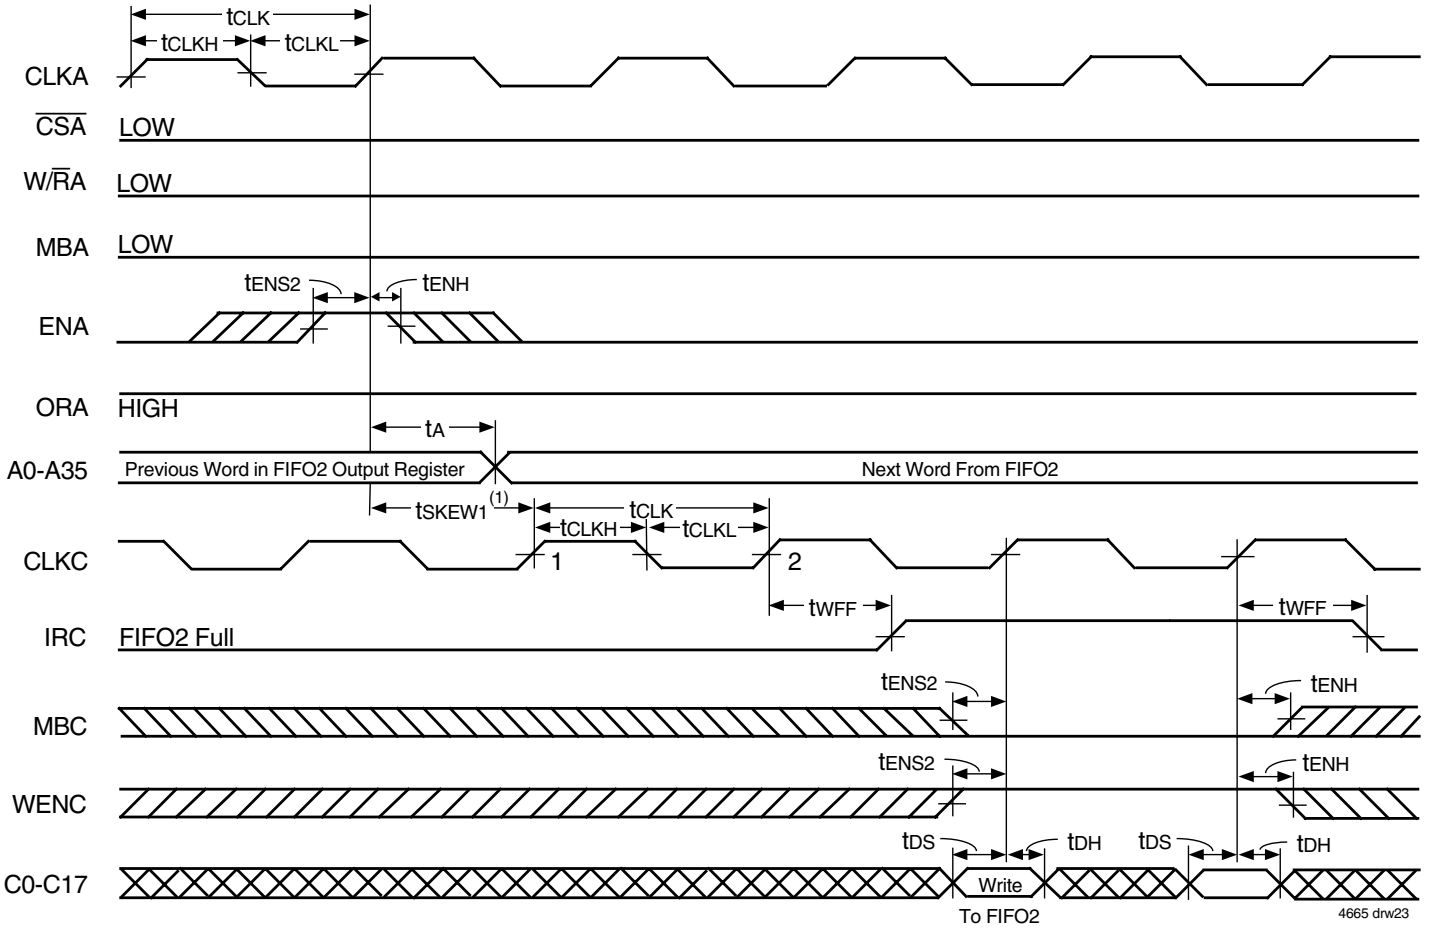 tCLK
tCLKH tCLKL
CLKA
CSA LOW
W/RA LOW
MBA LOW
tENS2 tENH
ENA
ORA HIGH
tA
A0-A35 Previous Word in FIFO2 Output Register Next Word From FIFO2
tSKEW1(1) tCLK
tCLKH tCLKL
CLKC 1 2
tWFF tWFF
IRC FIFO2 Full
tENS2 tENH
MBC
tENS2 tENH
WENC
tDS tDH tDS tDH
C0-C17 Write
To FIFO2
4665 drw23